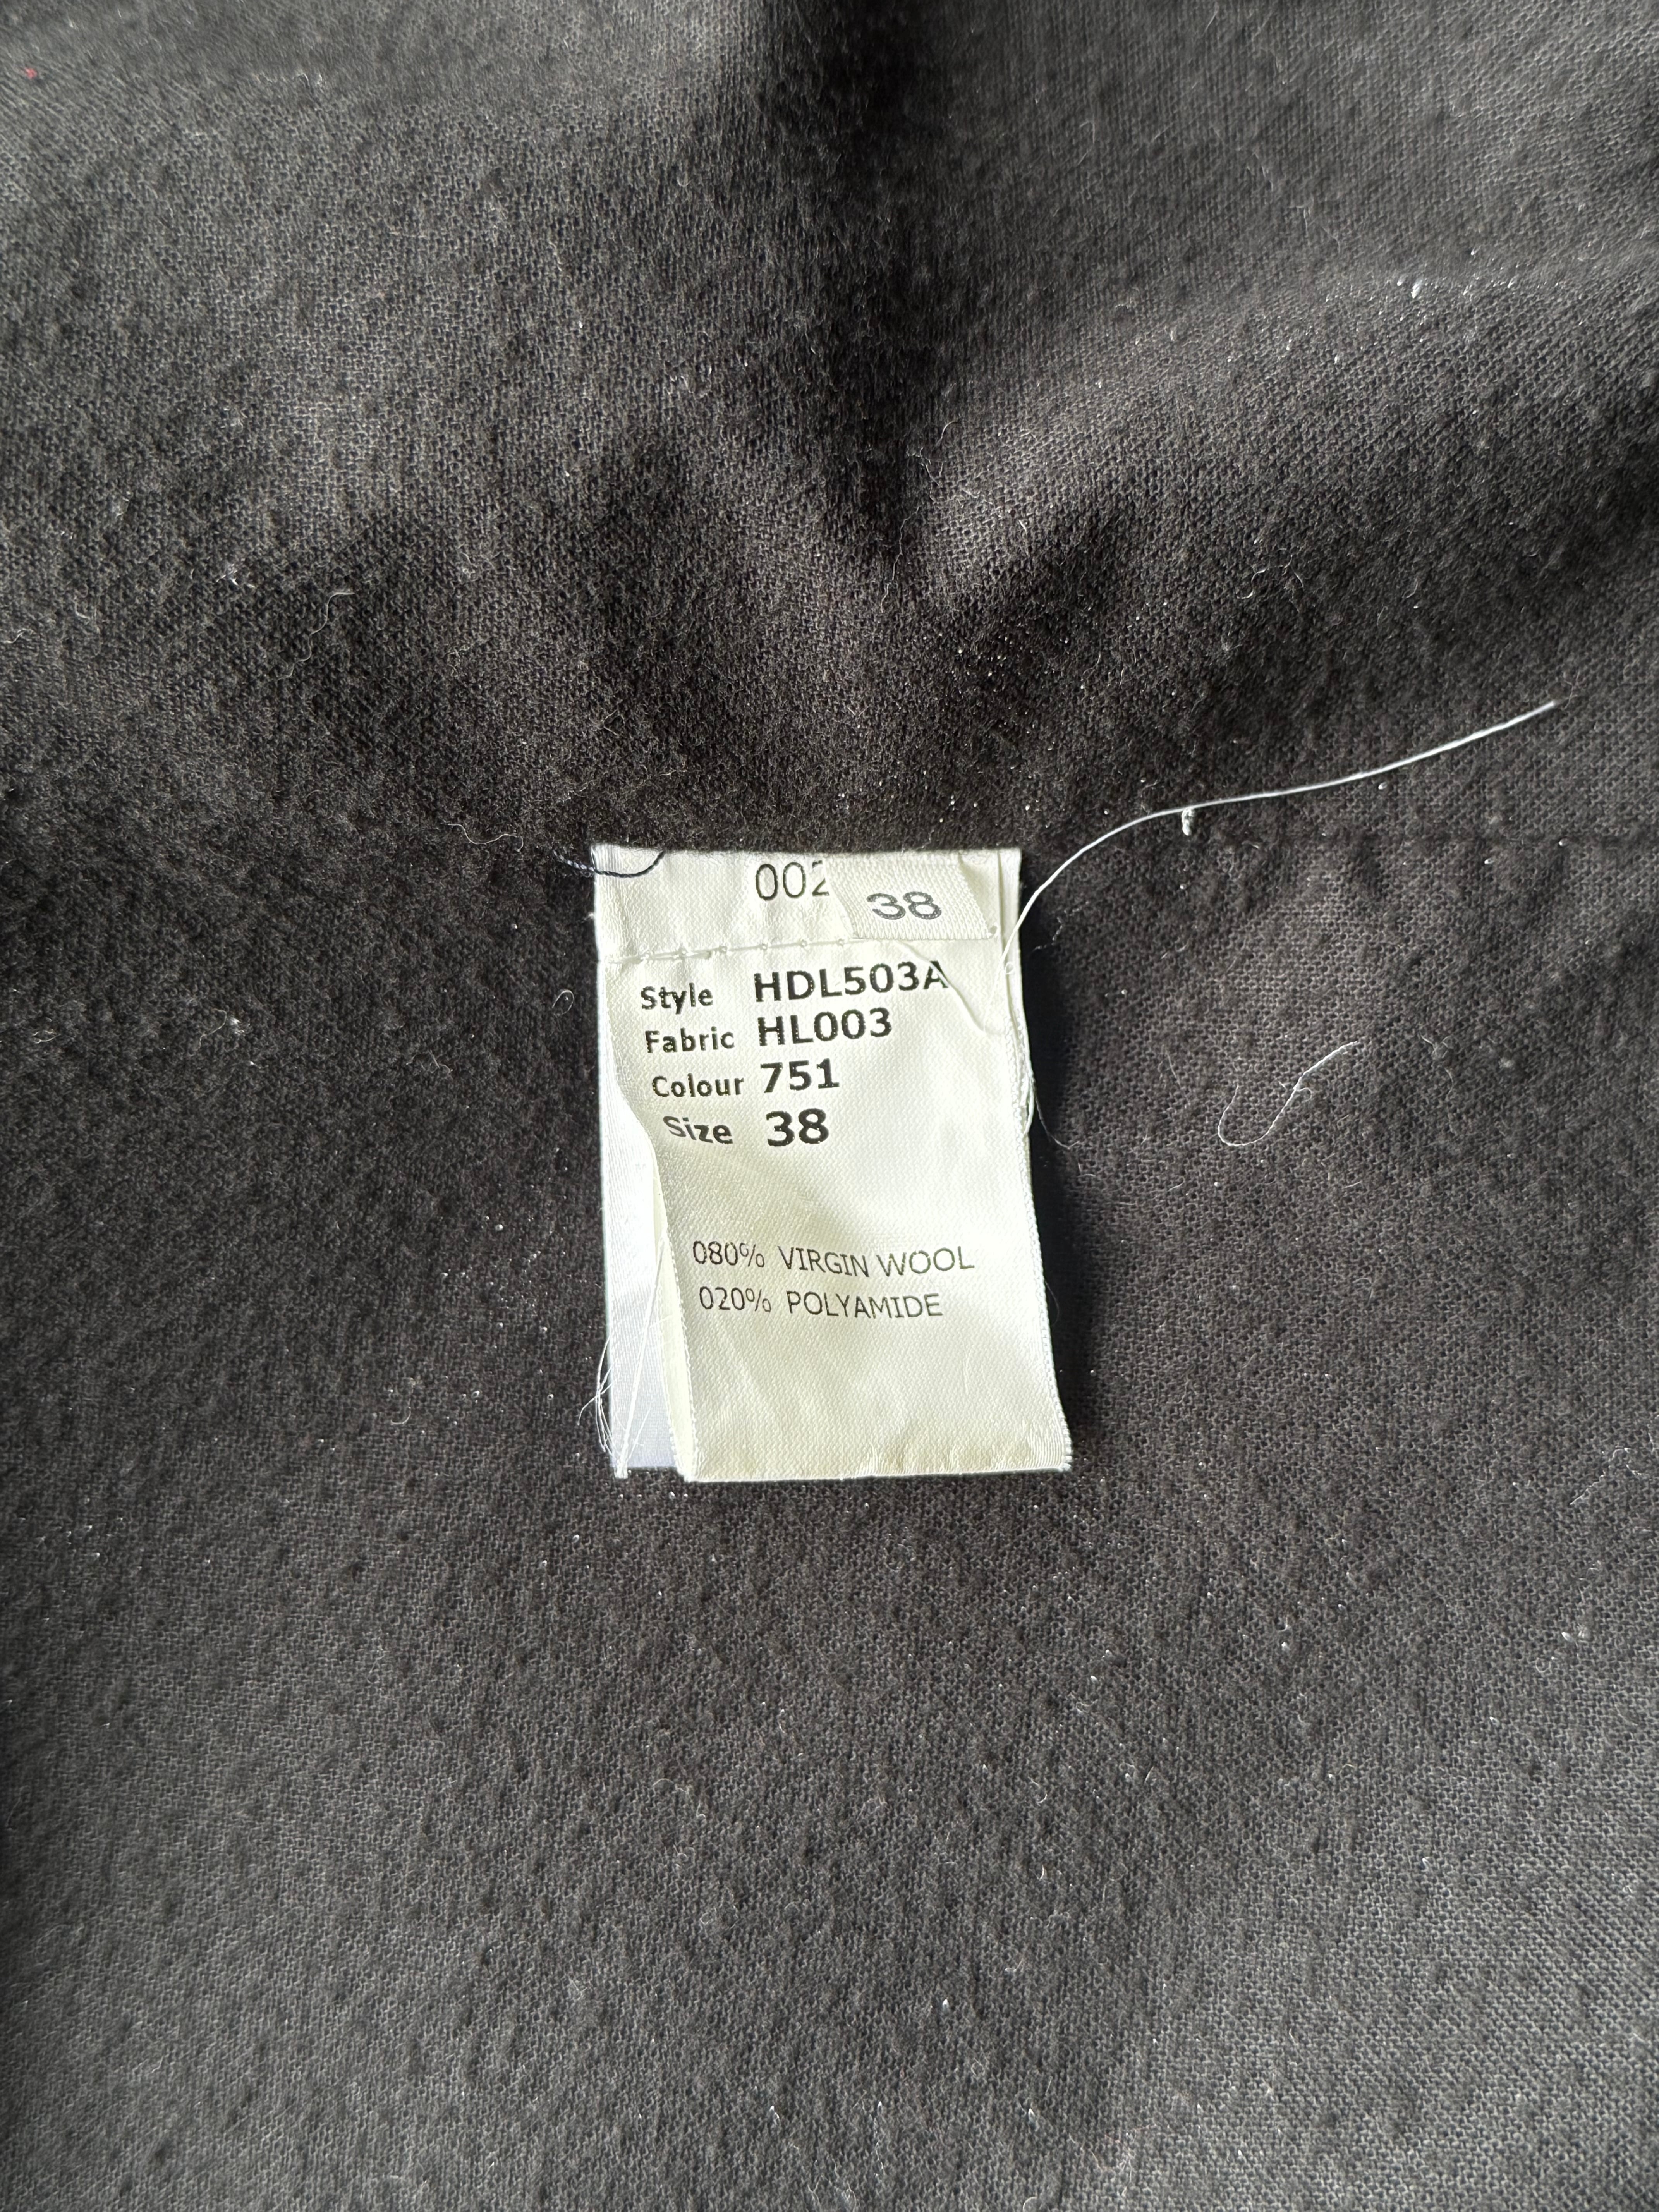 002
38
Style HDL503A
Fabric HL003
Colour 751
Size 38
080% VIRGIN WOOL
020% POLYAMIDE